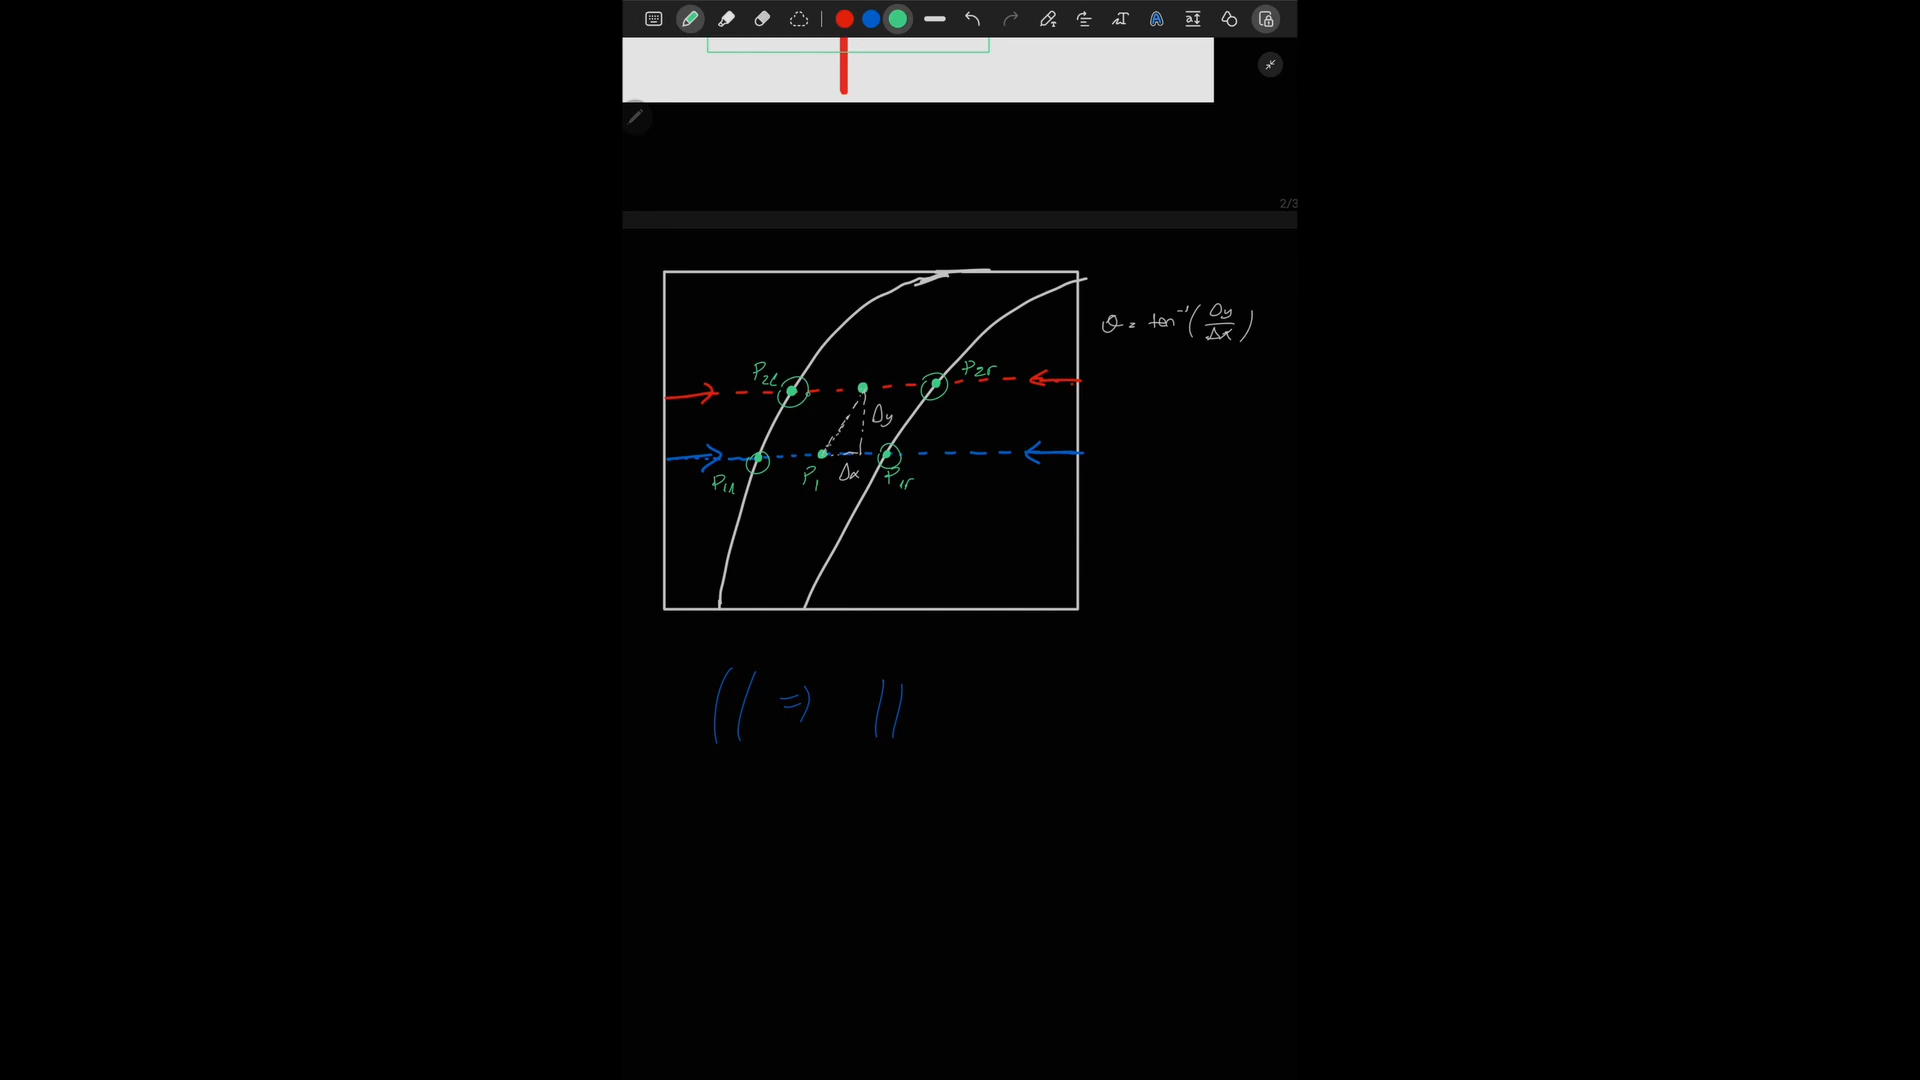 2/3
θ = tan⁻¹(Δy/Δx)
P2l
P2r
Δy
P1l
P1
Δx
P1r
=>